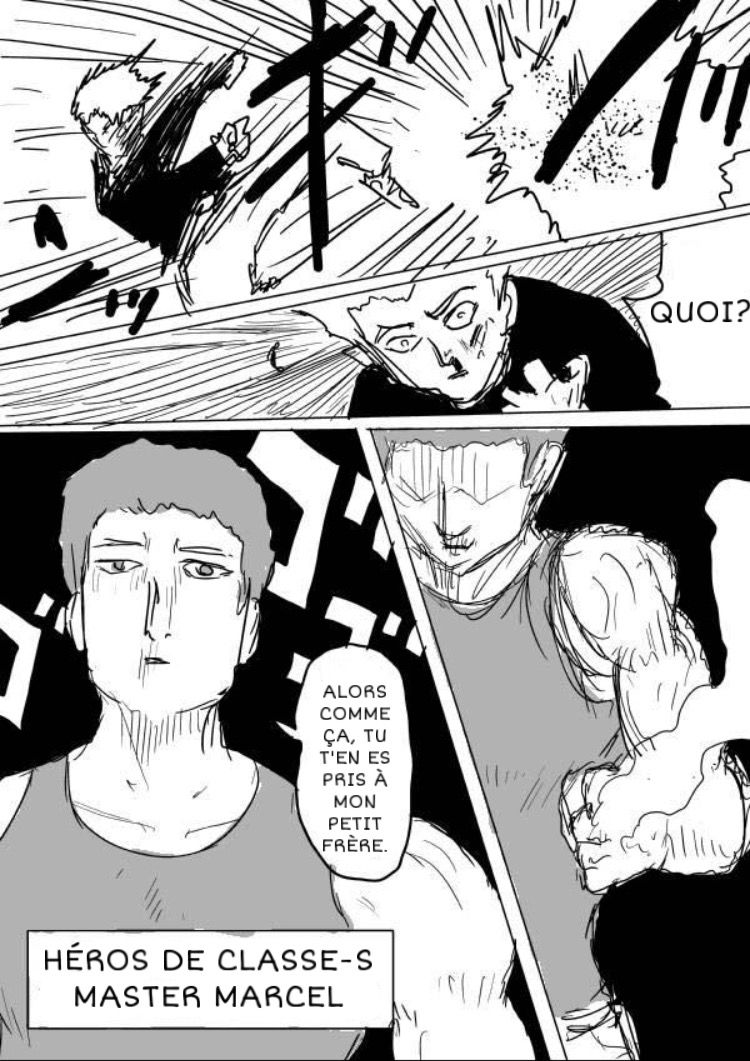 QUOI?
ALORS
COMME
ÇA, TU
T'EN ES
PRIS À
MON
PETIT
FRÈRE.
HÉROS DE CLASSE-S
MASTER MARCEL